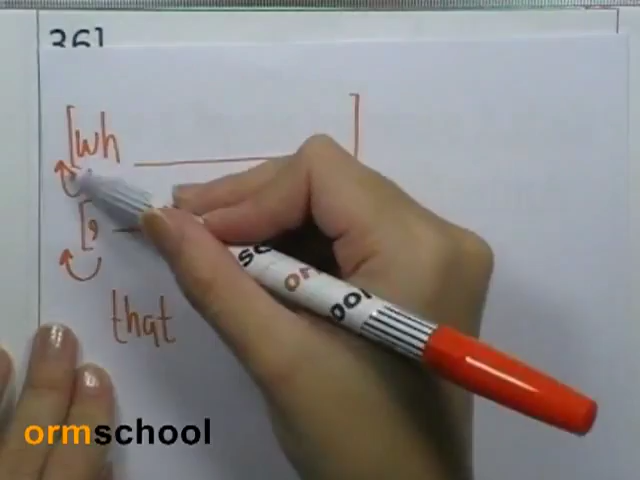 361
[wh ]
[,
that
ormschool